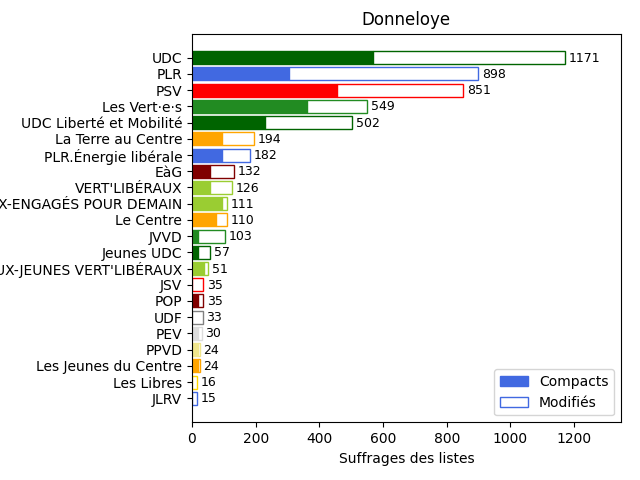 Donneloye
UDC 1171
PLR 898
PSV 851
Les Vert·e·s 549
UDC Liberté et Mobilité 502
La Terre au Centre 194
PLR.Énergie libérale 182
EàG 132
VERT'LIBÉRAUX 126
X-ENGAGÉS POUR DEMAIN 111
Le Centre 110
JVVD 103
Jeunes UDC 57
UX-JEUNES VERT'LIBÉRAUX 51
JSV 35
POP 35
UDF 33
PEV 30
PPVD 24
Les Jeunes du Centre 24
Les Libres 16
JLRV 15
Compacts
Modifiés
0 200 400 600 800 1000 1200
Suffrages des listes